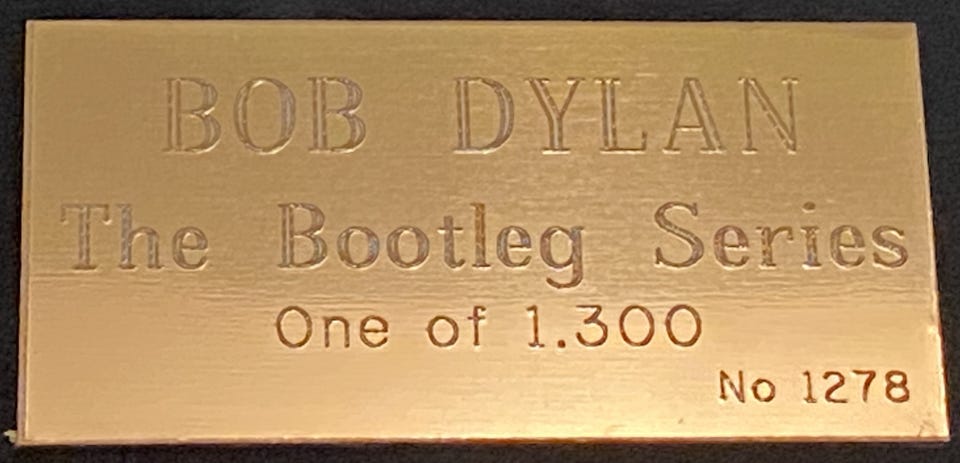 BOB DYLAN
The Bootleg Series
One of 1.300
No 1278